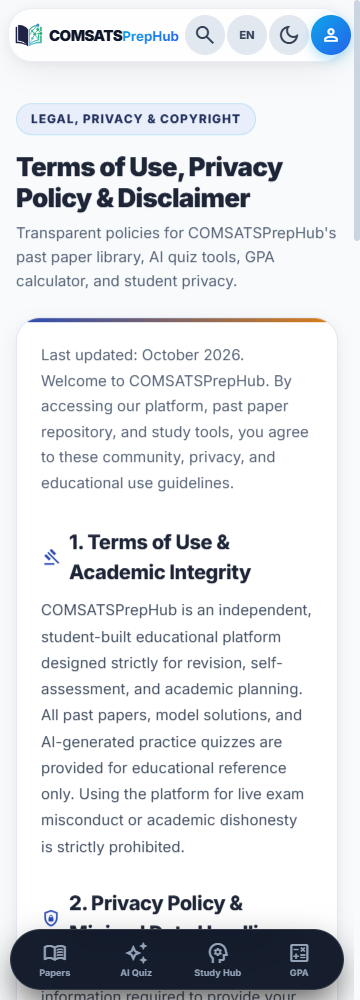 COMSATSPrepHub
EN
LEGAL, PRIVACY & COPYRIGHT
Terms of Use, Privacy
Policy & Disclaimer
Transparent policies for COMSATSPrepHub's
past paper library, AI quiz tools, GPA
calculator, and student privacy.
Last updated: October 2026.
Welcome to COMSATSPrepHub. By
accessing our platform, past paper
repository, and study tools, you agree
to these community, privacy, and
educational use guidelines.
1. Terms of Use &
Academic Integrity
COMSATSPrepHub is an independent,
student-built educational platform
designed strictly for revision, self-
assessment, and academic planning.
All past papers, model solutions, and
AI-generated practice quizzes are
provided for educational reference
only. Using the platform for live exam
misconduct or academic dishonesty
is strictly prohibited.
2. Privacy Policy &
Papers
AI Quiz
Study Hub
GPA
information required to provide your